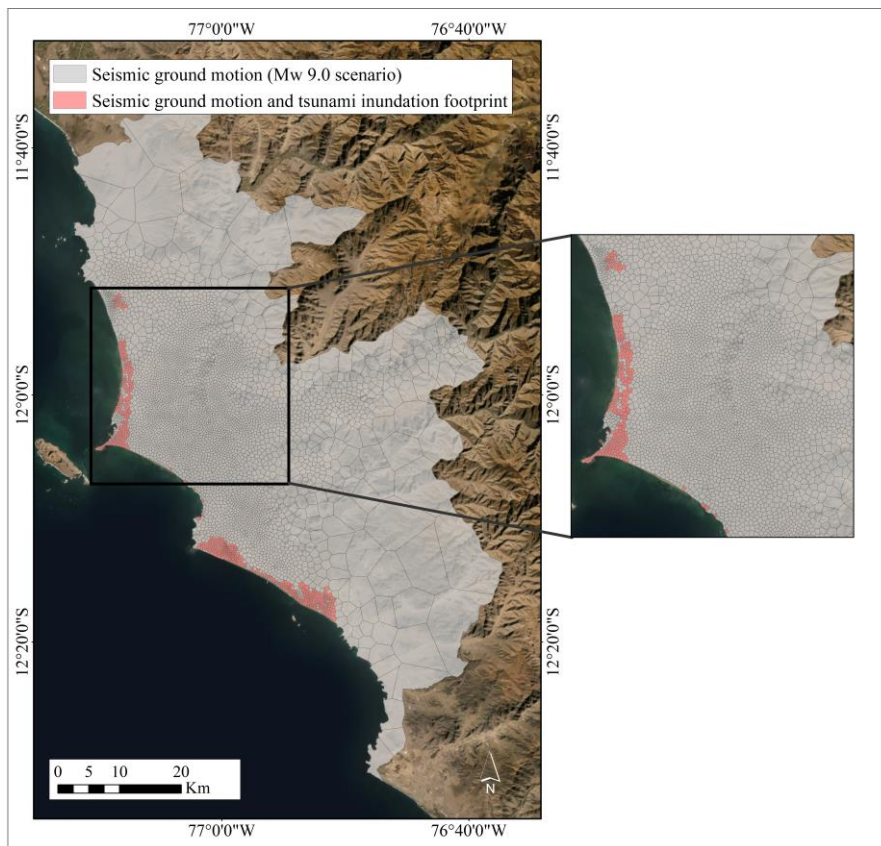 77°0'0"W
76°40'0"W
Seismic ground motion (Mw 9.0 scenario)
Seismic ground motion and tsunami inundation footprint
11°40'0"S
11°40'0"S
12°0'0"S
12°0'0"S
12°20'0"S
12°20'0"S
0 5 10 20
Km
N
77°0'0"W
76°40'0"W